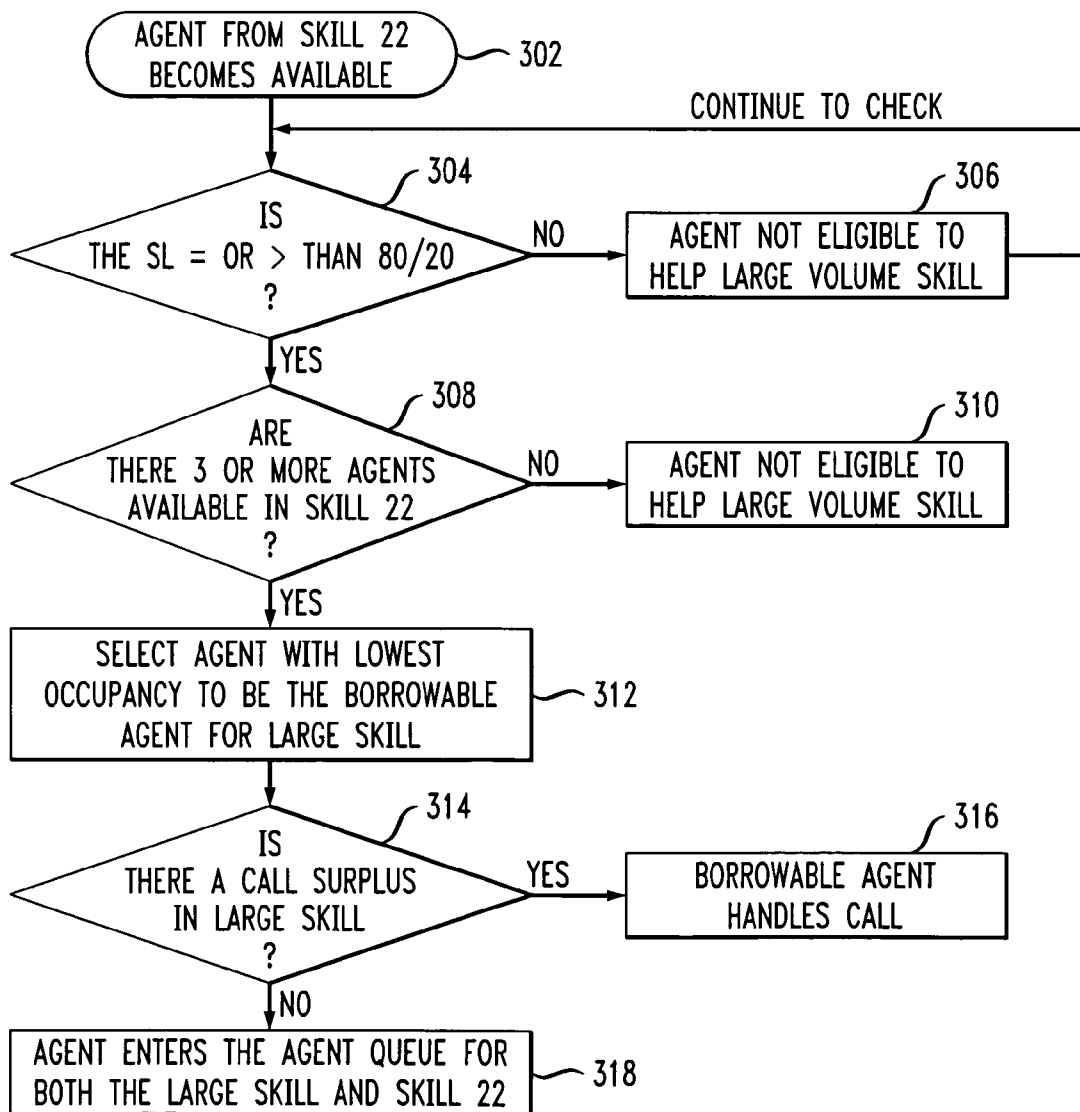 AGENT FROM SKILL 22
BECOMES AVAILABLE
302
CONTINUE TO CHECK
304
IS
THE SL = OR > THAN 80/20
?
NO
306
AGENT NOT ELIGIBLE TO
HELP LARGE VOLUME SKILL
YES
308
ARE
THERE 3 OR MORE AGENTS
AVAILABLE IN SKILL 22
?
NO
310
AGENT NOT ELIGIBLE TO
HELP LARGE VOLUME SKILL
YES
SELECT AGENT WITH LOWEST
OCCUPANCY TO BE THE BORROWABLE
AGENT FOR LARGE SKILL
312
314
IS
THERE A CALL SURPLUS
IN LARGE SKILL
?
YES
316
BORROWABLE AGENT
HANDLES CALL
NO
AGENT ENTERS THE AGENT QUEUE FOR
BOTH THE LARGE SKILL AND SKILL 22
318